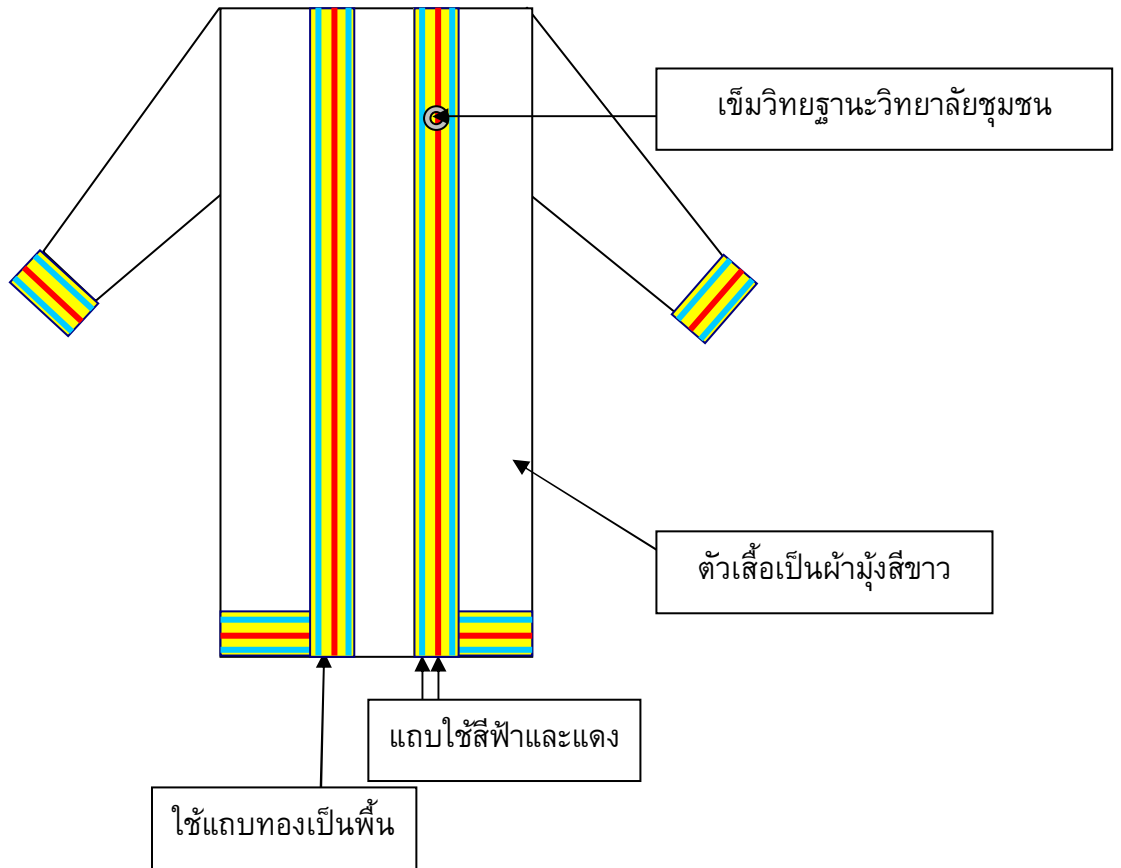 เข็มวิทยฐานะวิทยาลัยชุมชน
ตัวเสื้อเป็นผ้ามุ้งสีขาว
แถบใช้สีฟ้าและแดง
ใช้แถบทองเป็นพื้น